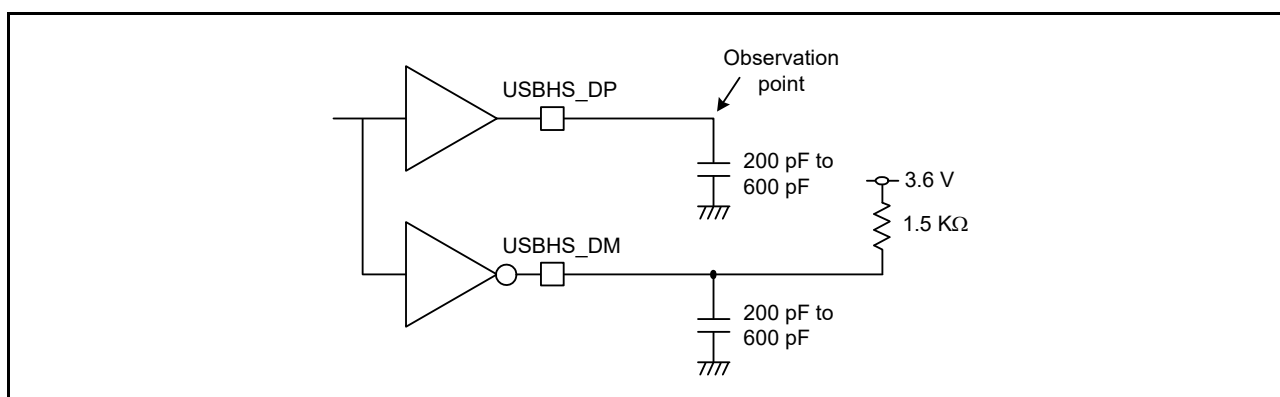 Observation
point
USBHS_DP
200 pF to
600 pF
3.6 V
1.5 KΩ
USBHS_DM
200 pF to
600 pF